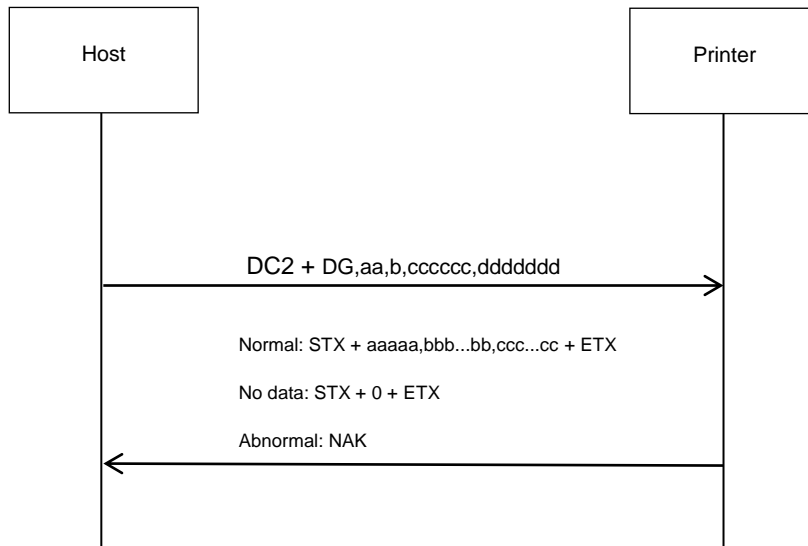 Host
Printer
DC2 + DG,aa,b,cccccc,ddddddd
Normal: STX + aaaaa,bbb...bb,ccc...cc + ETX
No data: STX + 0 + ETX
Abnormal: NAK